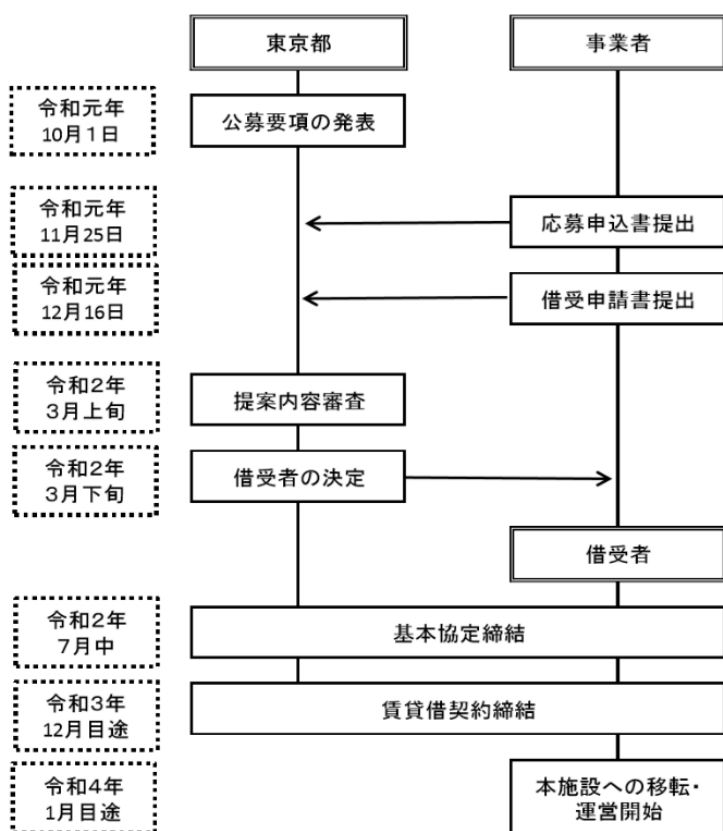 東京都
事業者
令和元年
10月1日
公募要項の発表
令和元年
11月25日
応募申込書提出
令和元年
12月16日
借受申請書提出
令和2年
3月上旬
提案内容審査
令和2年
3月下旬
借受者の決定
借受者
令和2年
7月中
基本協定締結
令和3年
12月目途
賃貸借契約締結
令和4年
1月目途
本施設への移転・
運営開始